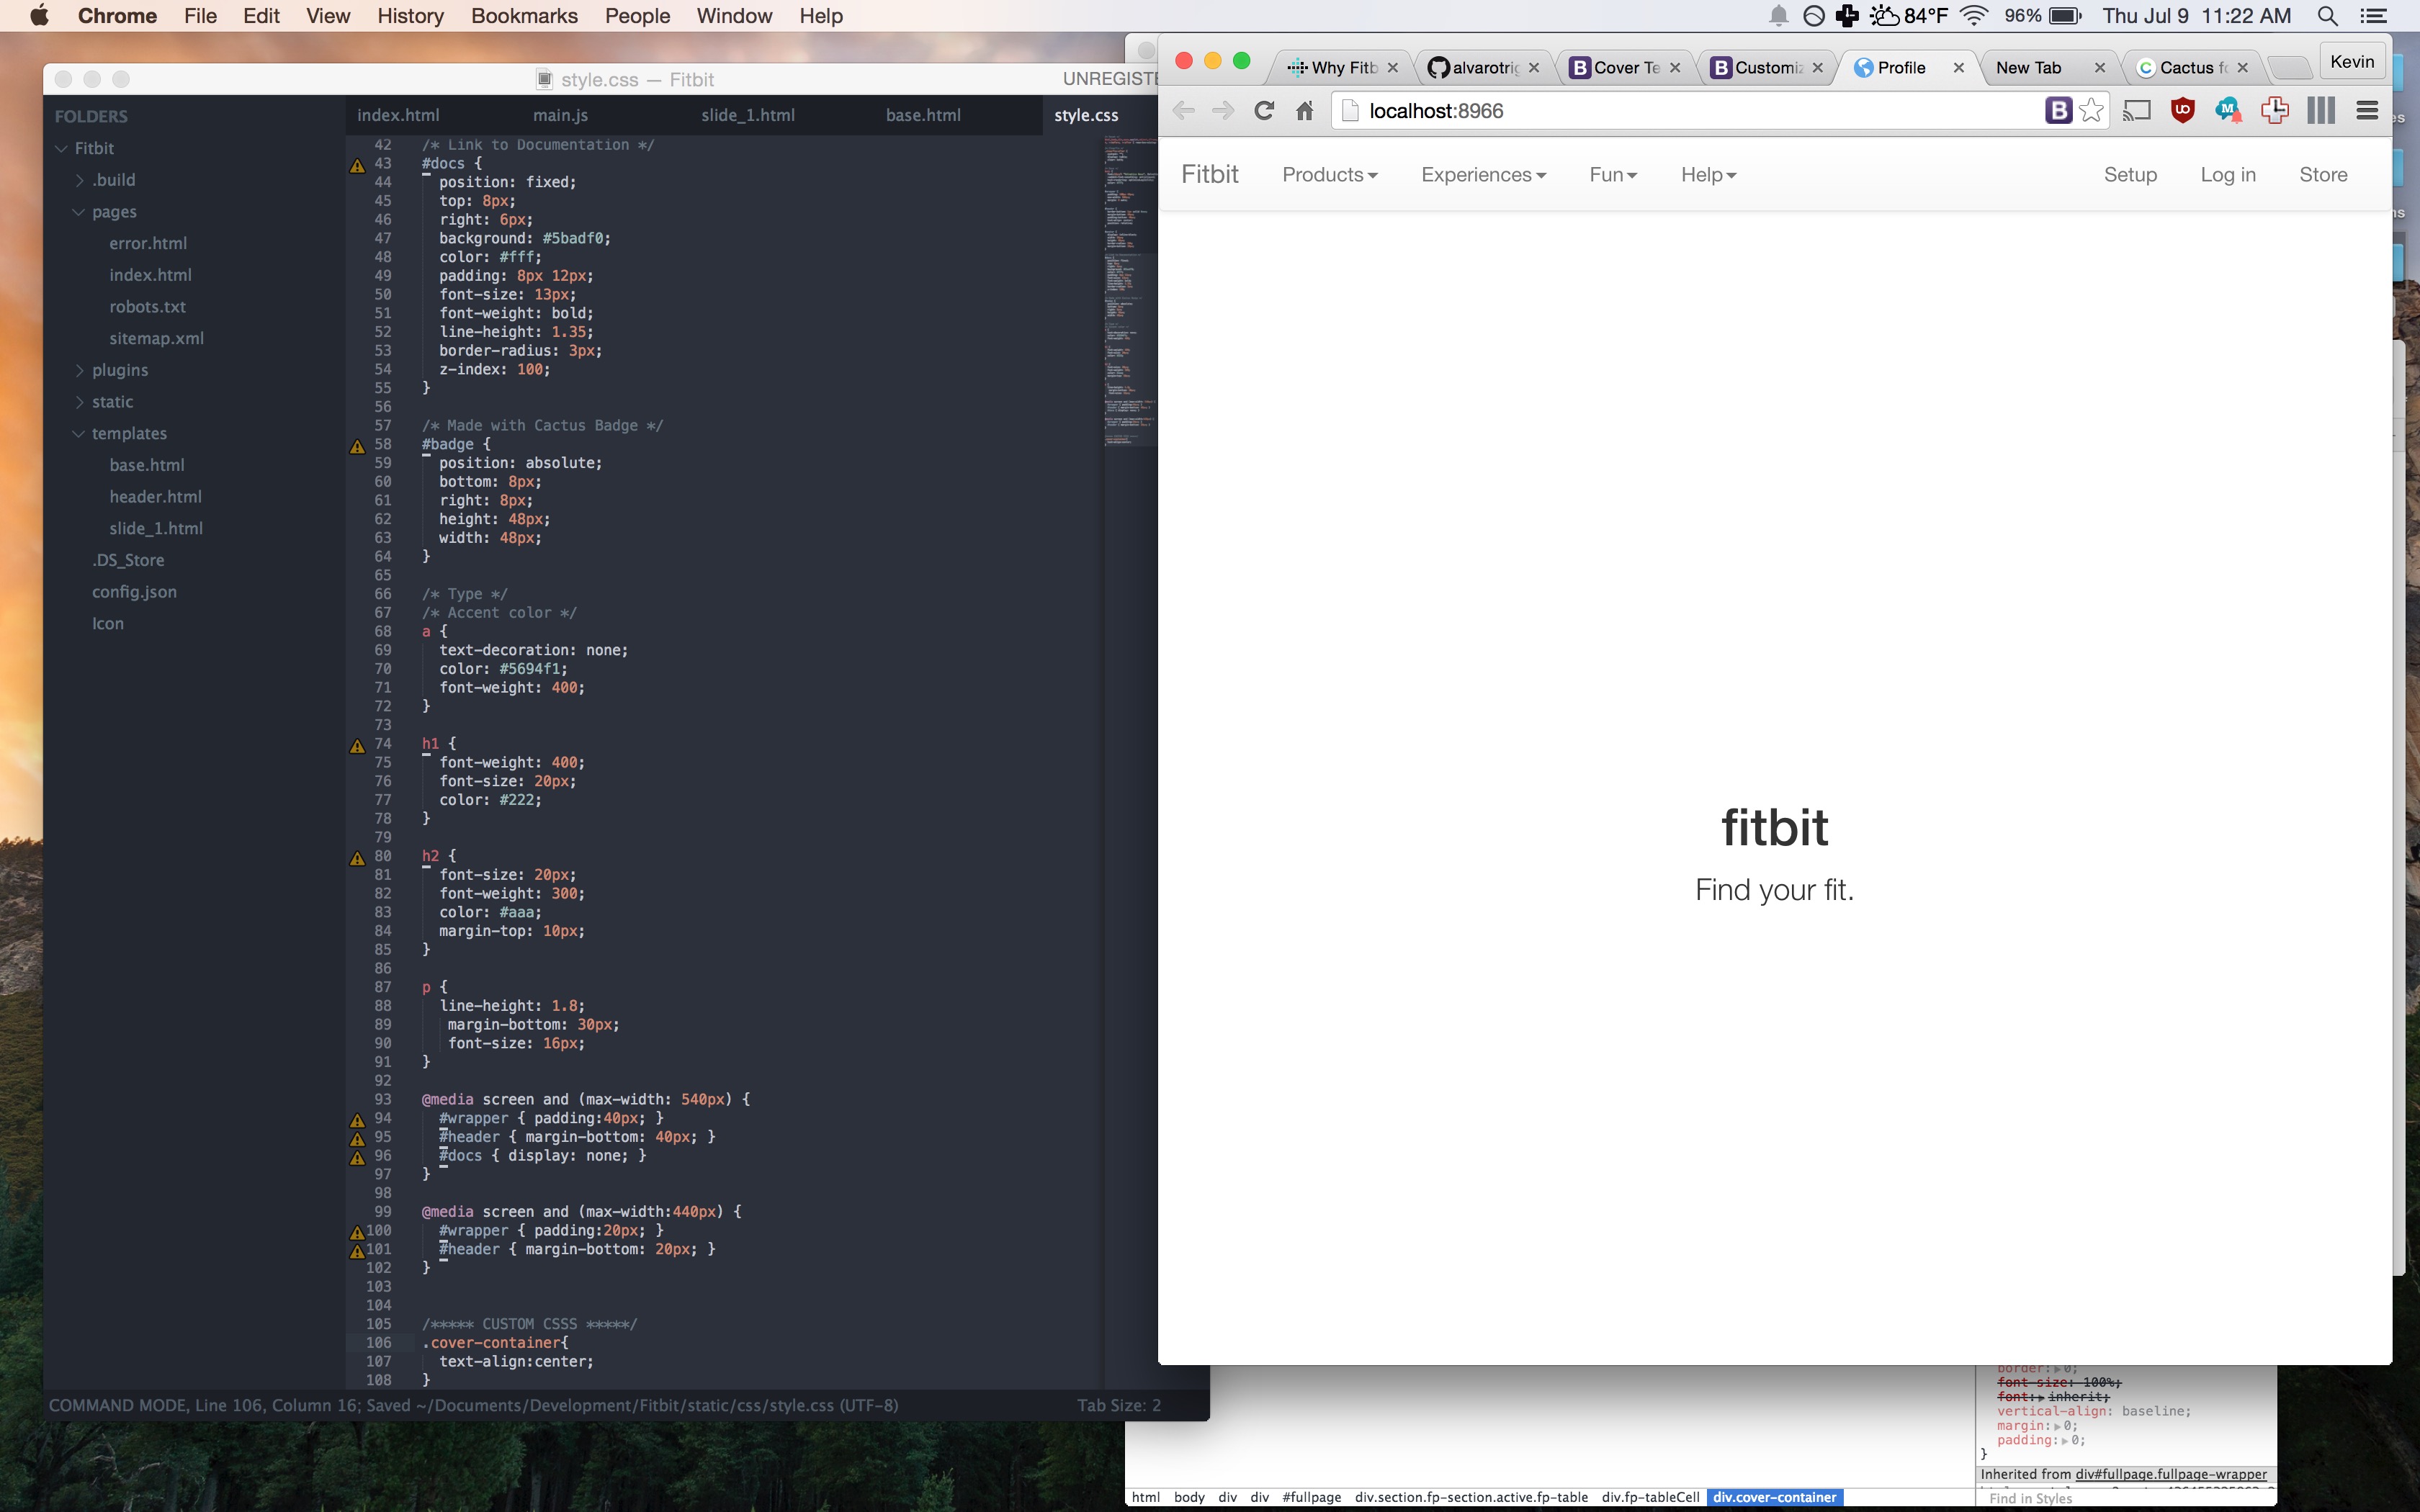 Chrome File Edit View History Bookmarks People Window Help
84°F 96% Thu Jul 9 11:22 AM
style.css — Fitbit
UNREGISTE
FOLDERS
Fitbit
.build
pages
error.html
index.html
robots.txt
sitemap.xml
plugins
static
templates
base.html
header.html
slide_1.html
.DS_Store
config.json
Icon
index.html main.js slide_1.html base.html style.css
42 /* Link to Documentation */
43 #docs {
44 position: fixed;
45 top: 8px;
46 right: 6px;
47 background: #5badf0;
48 color: #fff;
49 padding: 8px 12px;
50 font-size: 13px;
51 font-weight: bold;
52 line-height: 1.35;
53 border-radius: 3px;
54 z-index: 100;
55 }
56
57 /* Made with Cactus Badge */
58 #badge {
59 position: absolute;
60 bottom: 8px;
61 right: 8px;
62 height: 48px;
63 width: 48px;
64 }
65
66 /* Type */
67 /* Accent color */
68 a {
69 text-decoration: none;
70 color: #5694f1;
71 font-weight: 400;
72 }
73
74 h1 {
75 font-weight: 400;
76 font-size: 20px;
77 color: #222;
78 }
79
80 h2 {
81 font-size: 20px;
82 font-weight: 300;
83 color: #aaa;
84 margin-top: 10px;
85 }
86
87 p {
88 line-height: 1.8;
89 margin-bottom: 30px;
90 font-size: 16px;
91 }
92
93 @media screen and (max-width: 540px) {
94 #wrapper { padding:40px; }
95 #header { margin-bottom: 40px; }
96 #docs { display: none; }
97 }
98
99 @media screen and (max-width:440px) {
100 #wrapper { padding:20px; }
101 #header { margin-bottom: 20px; }
102 }
103
104
105 /***** CUSTOM CSSS *****/
106 .cover-container{
107 text-align:center;
108 }
COMMAND MODE, Line 106, Column 16; Saved ~/Documents/Development/Fitbit/static/css/style.css (UTF-8) Tab Size: 2
Why Fitb alvarotrig Cover Te Customiz Profile New Tab Cactus fo Kevin
localhost:8966
Fitbit Products Experiences Fun Help Setup Log in Store
fitbit
Find your fit.
border: 0;
font-size: 100%;
font: inherit;
vertical-align: baseline;
margin: 0;
padding: 0;
}
Inherited from div#fullpage.fullpage-wrapper
html body div div #fullpage div.section.fp-section.active.fp-table div.fp-tableCell div.cover-container
Find in Styles